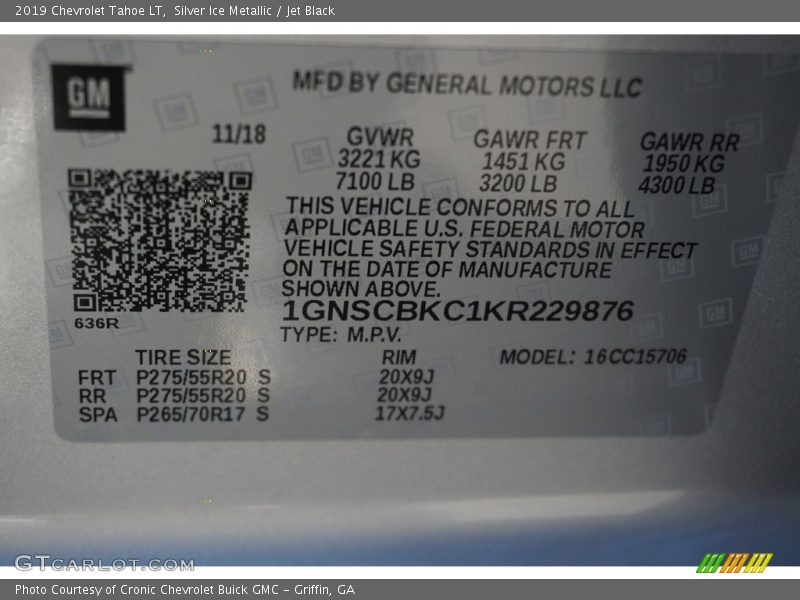 2019 Chevrolet Tahoe LT, Silver Ice Metallic / Jet Black
GM
MFD BY GENERAL MOTORS LLC
11/18 GVWR GAWR FRT GAWR RR
3221 KG 1451 KG 1950 KG
7100 LB 3200 LB 4300 LB
THIS VEHICLE CONFORMS TO ALL
APPLICABLE U.S. FEDERAL MOTOR
VEHICLE SAFETY STANDARDS IN EFFECT
ON THE DATE OF MANUFACTURE
SHOWN ABOVE.
1GNSCBKC1KR229876
636R
TYPE: M.P.V.
TIRE SIZE RIM MODEL: 16CC15706
FRT P275/55R20 S 20X9J
RR P275/55R20 S 20X9J
SPA P265/70R17 S 17X7.5J
GTCARLOT.COM
Photo Courtesy of Cronic Chevrolet Buick GMC - Griffin, GA